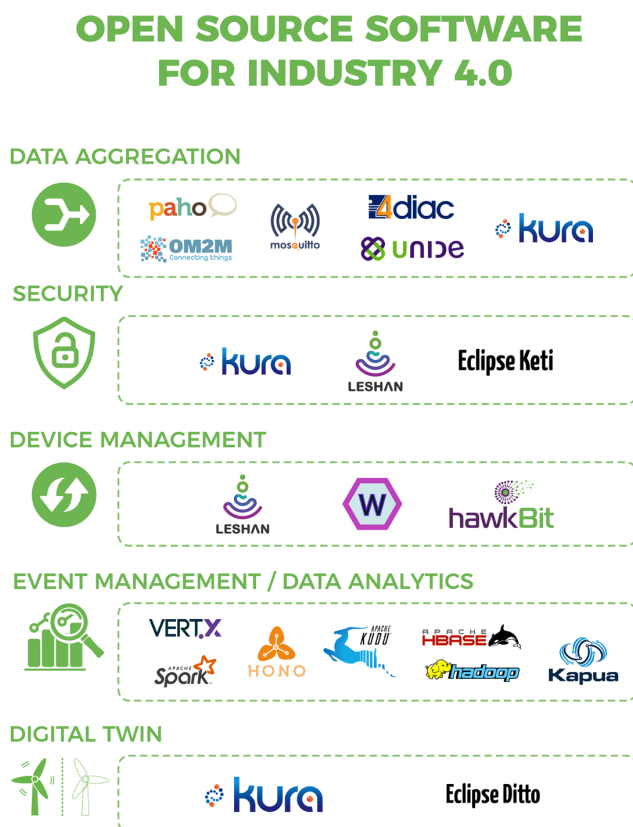 OPEN SOURCE SOFTWARE
FOR INDUSTRY 4.0
DATA AGGREGATION
paho
mosquitto
4diac
kura
OM2M
Connecting things
UNIDE
SECURITY
kura
LESHAN
Eclipse Keti
DEVICE MANAGEMENT
LESHAN
W
hawkBit
EVENT MANAGEMENT / DATA ANALYTICS
VERT.X
APACHE
Spark
HONO
APACHE
KUDU
APACHE
HBASE
hadoop
Kapua
DIGITAL TWIN
kura
Eclipse Ditto